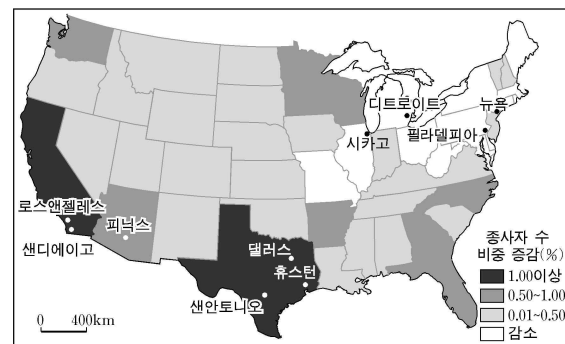 디트로이트
뉴욕
시카고
필라델피아
로스앤젤레스
피닉스
샌디에이고
댈러스
휴스턴
샌안토니오
종사자 수
비중 증감(%)
1.00이상
0.50~1.00
0.01~0.50
감소
0 400km